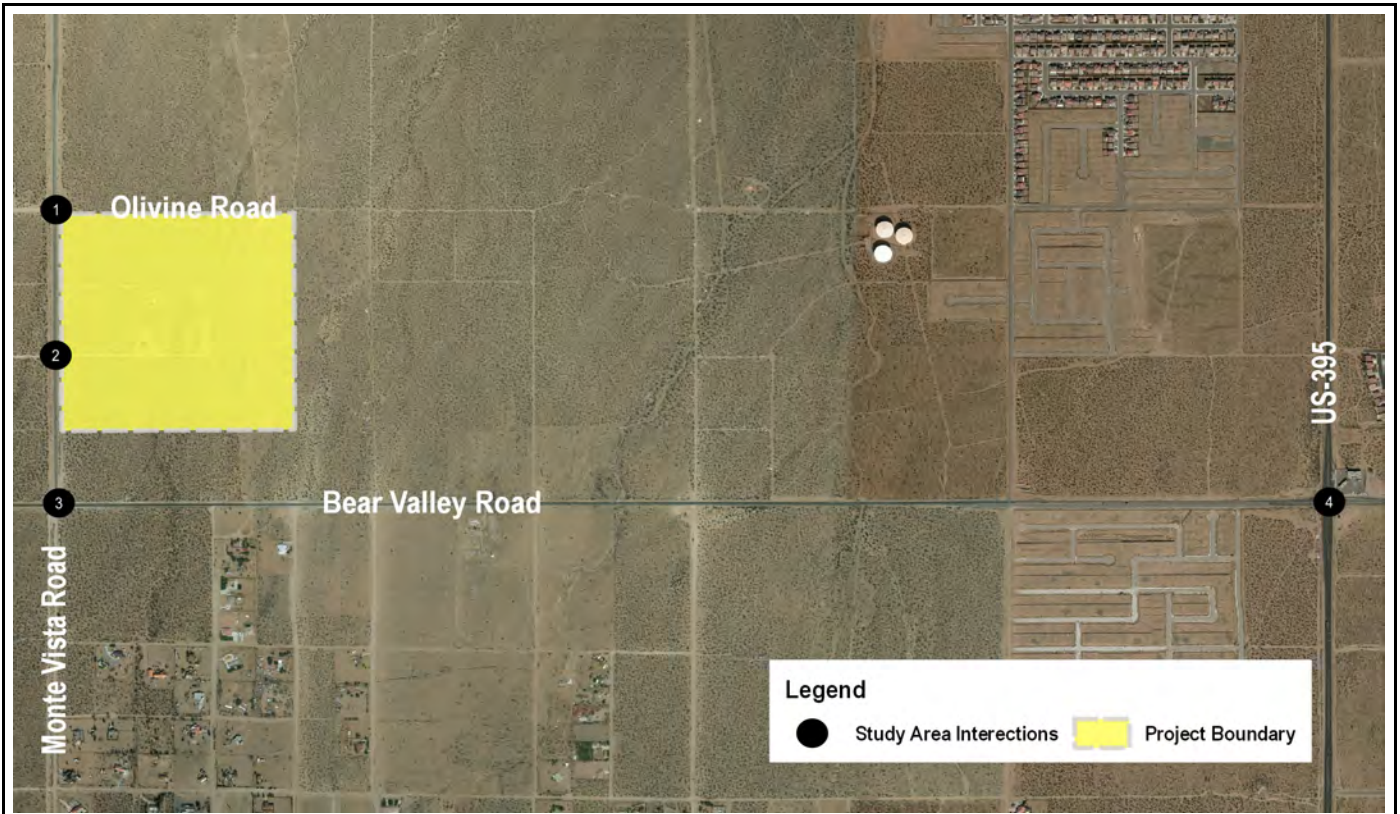 1
Olivine Road
2
US-395
3
Bear Valley Road
4
Monte Vista Road
Legend
Study Area Interections
Project Boundary